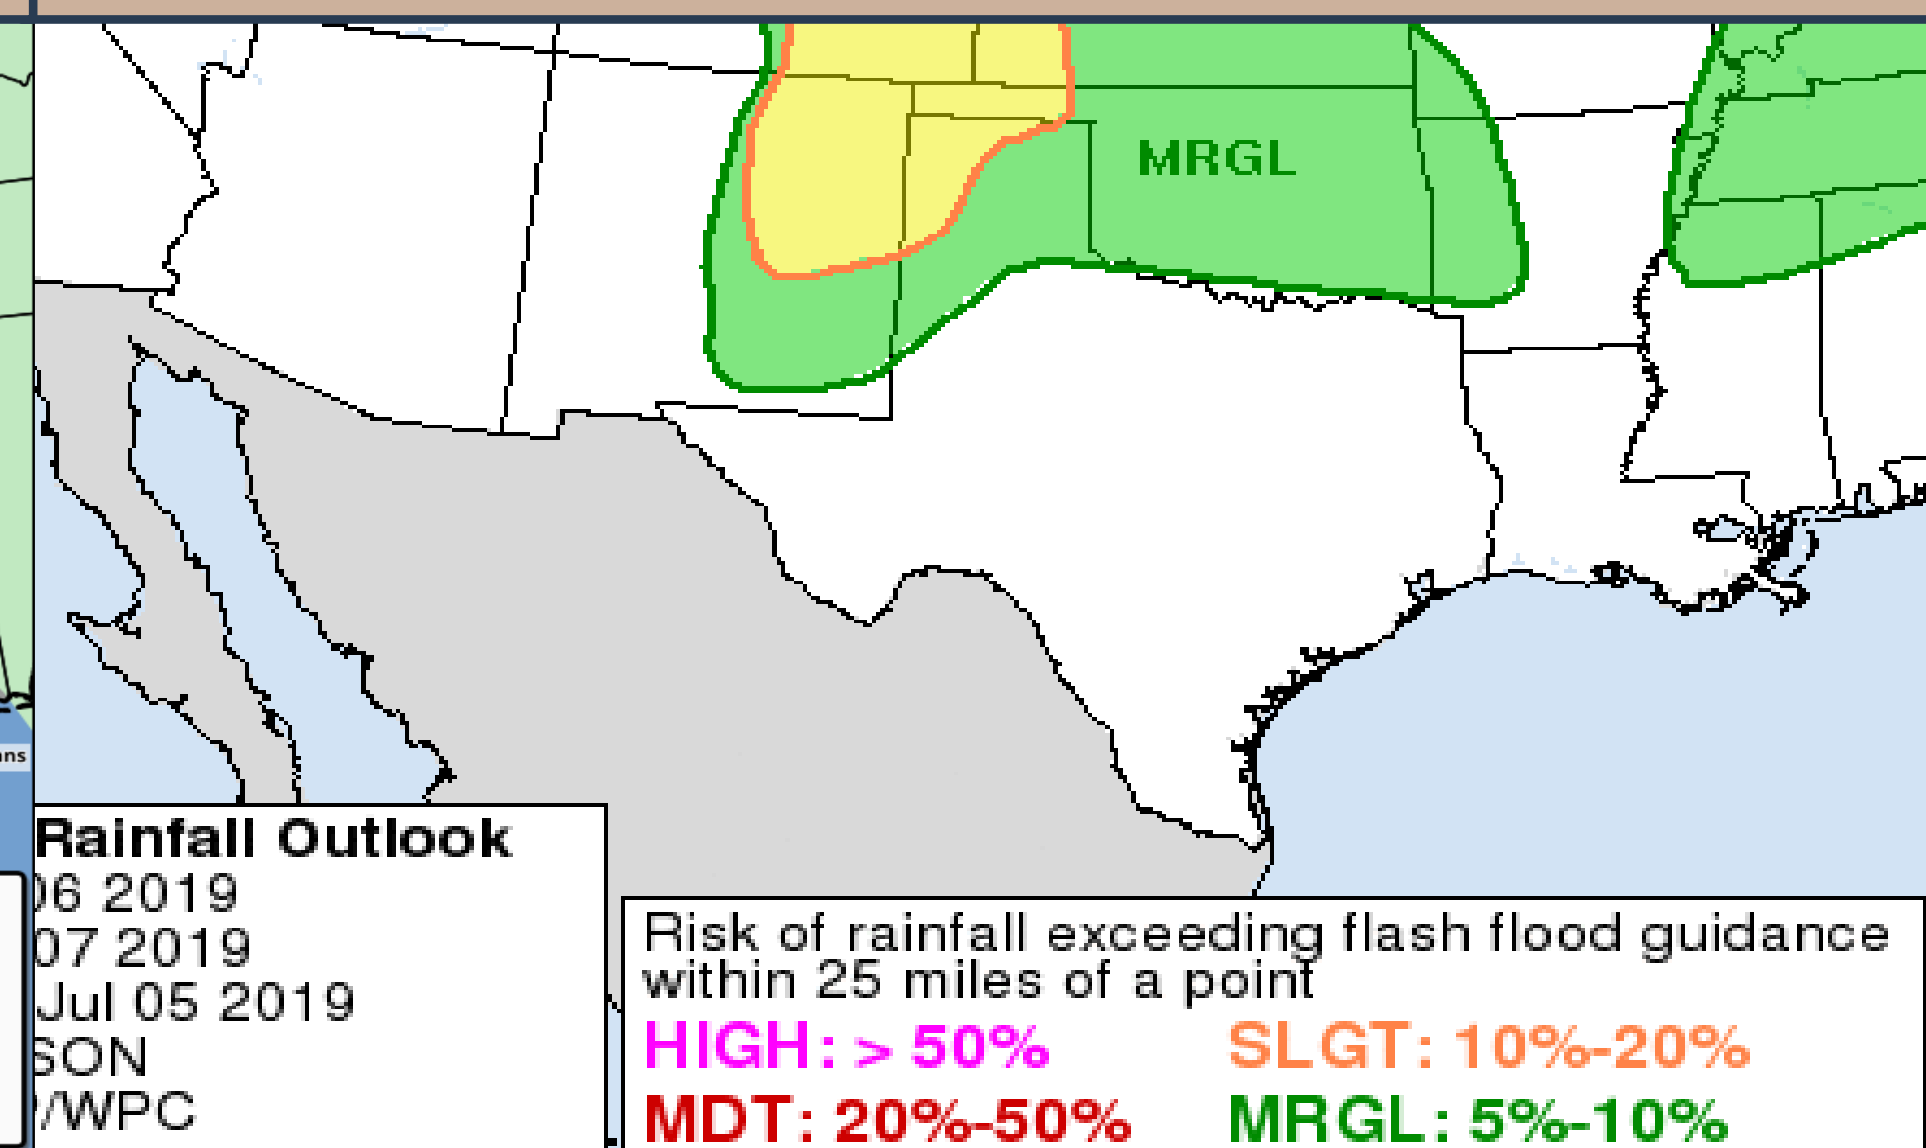 MRGL
ans
Rainfall Outlook
06 2019
07 2019
Jul 05 2019
SON
/WPC
Risk of rainfall exceeding flash flood guidance
within 25 miles of a point
HIGH: > 50% SLGT: 10%-20%
MDT: 20%-50% MRGL: 5%-10%